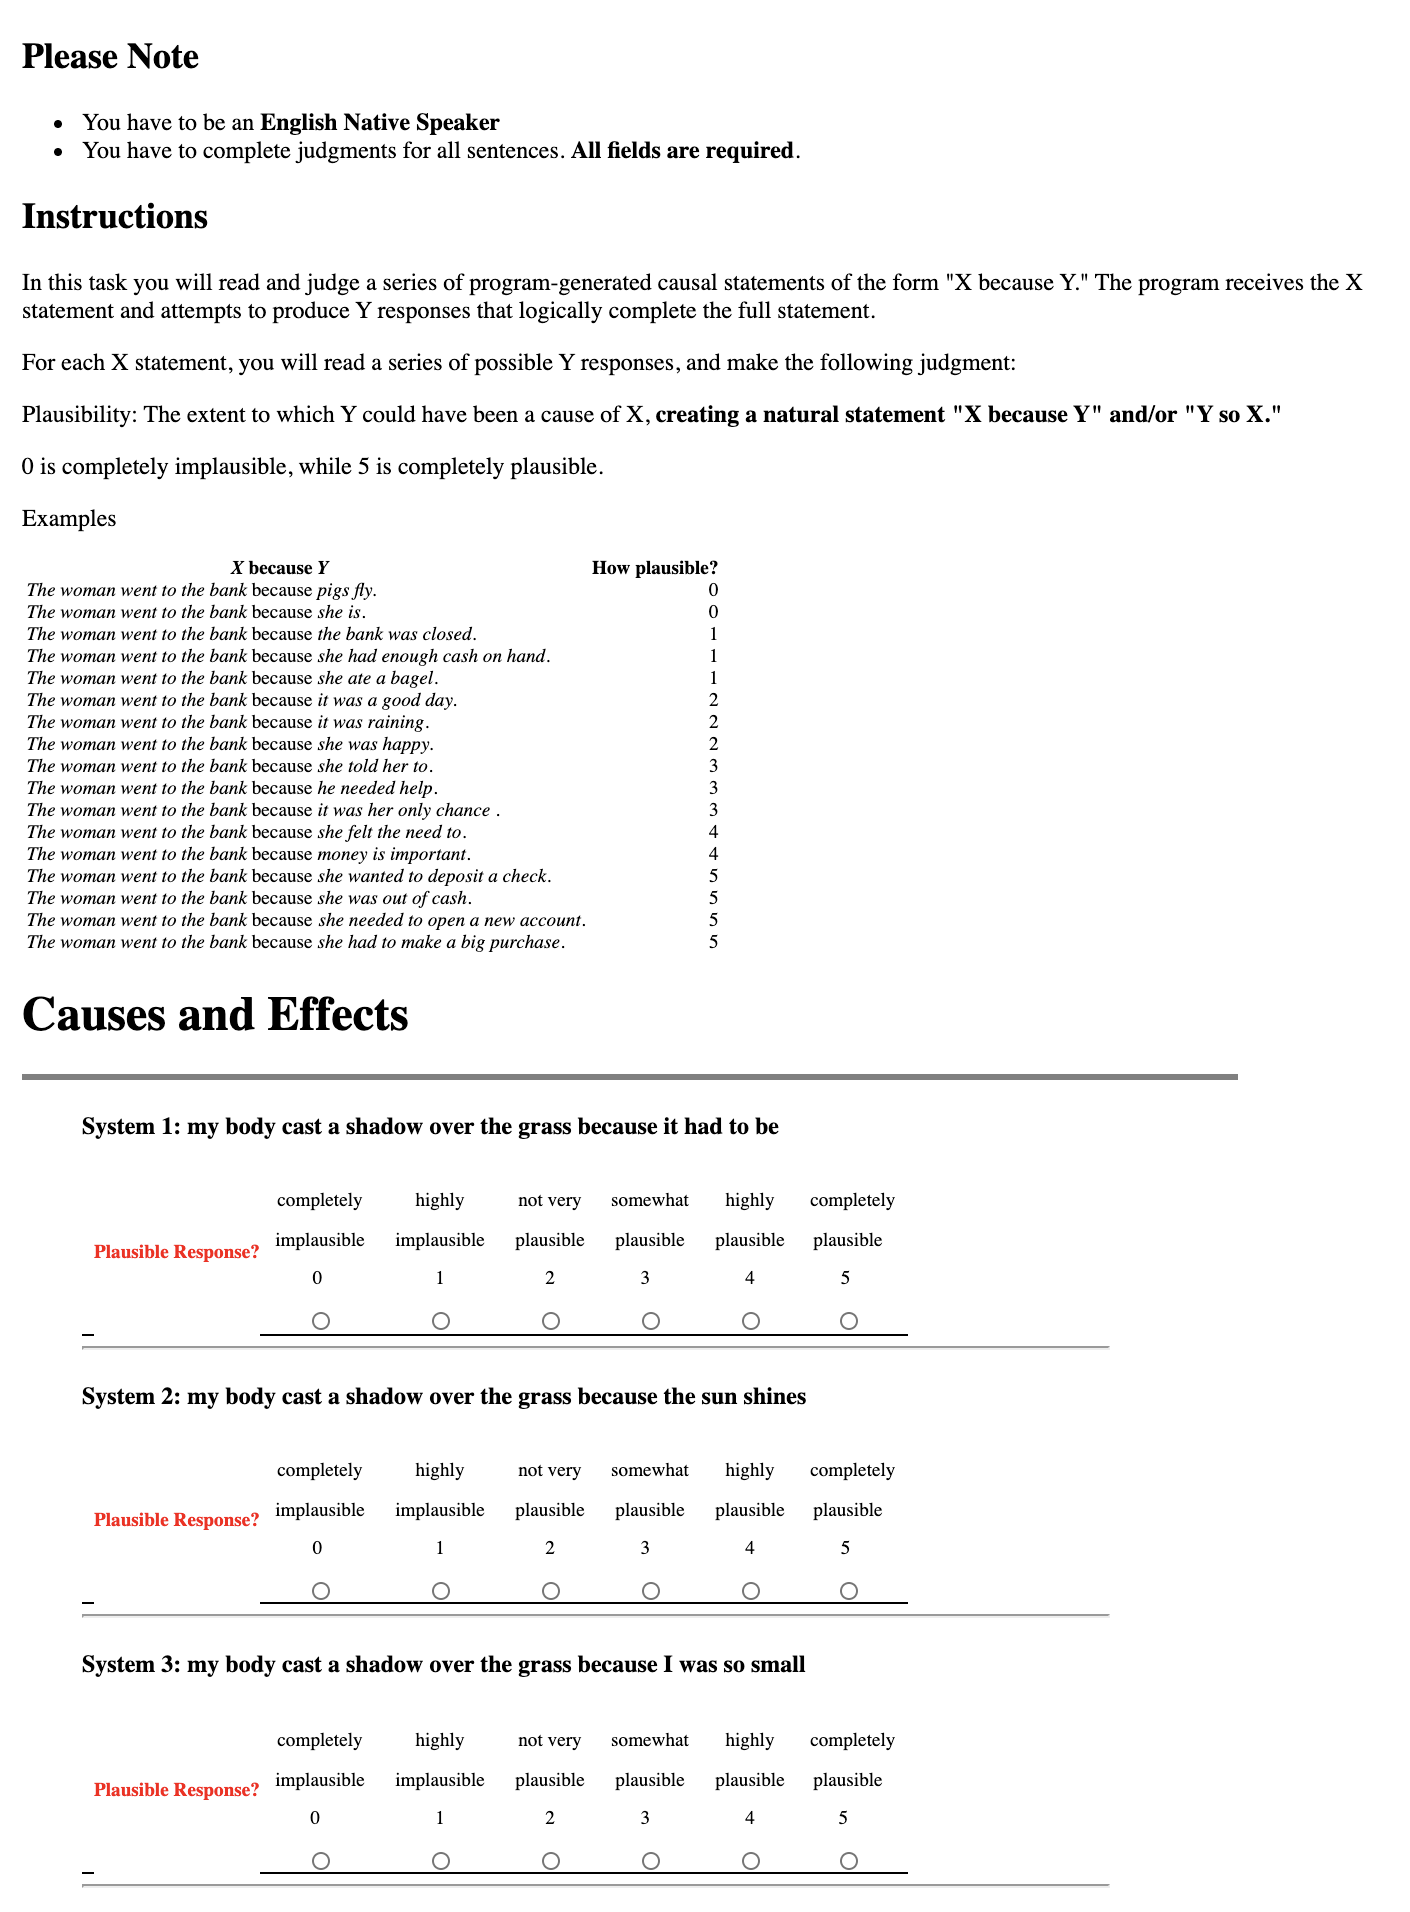 Please Note
• You have to be an English Native Speaker
• You have to complete judgments for all sentences. All fields are required.
Instructions
In this task you will read and judge a series of program-generated causal statements of the form "X because Y." The program receives the X
statement and attempts to produce Y responses that logically complete the full statement.
For each X statement, you will read a series of possible Y responses, and make the following judgment:
Plausibility: The extent to which Y could have been a cause of X, creating a natural statement "X because Y" and/or "Y so X."
0 is completely implausible, while 5 is completely plausible.
Examples
X because Y How plausible?
The woman went to the bank because pigs fly. 0
The woman went to the bank because she is. 0
The woman went to the bank because the bank was closed. 1
The woman went to the bank because she had enough cash on hand. 1
The woman went to the bank because she ate a bagel. 1
The woman went to the bank because it was a good day. 2
The woman went to the bank because it was raining. 2
The woman went to the bank because she was happy. 2
The woman went to the bank because she told her to. 3
The woman went to the bank because he needed help. 3
The woman went to the bank because it was her only chance . 3
The woman went to the bank because she felt the need to. 4
The woman went to the bank because money is important. 4
The woman went to the bank because she wanted to deposit a check. 5
The woman went to the bank because she was out of cash. 5
The woman went to the bank because she needed to open a new account. 5
The woman went to the bank because she had to make a big purchase. 5
Causes and Effects
System 1: my body cast a shadow over the grass because it had to be
completely highly not very somewhat highly completely
implausible implausible plausible plausible plausible plausible
Plausible Response?
0 1 2 3 4 5
System 2: my body cast a shadow over the grass because the sun shines
completely highly not very somewhat highly completely
implausible implausible plausible plausible plausible plausible
Plausible Response?
0 1 2 3 4 5
System 3: my body cast a shadow over the grass because I was so small
completely highly not very somewhat highly completely
implausible implausible plausible plausible plausible plausible
Plausible Response?
0 1 2 3 4 5